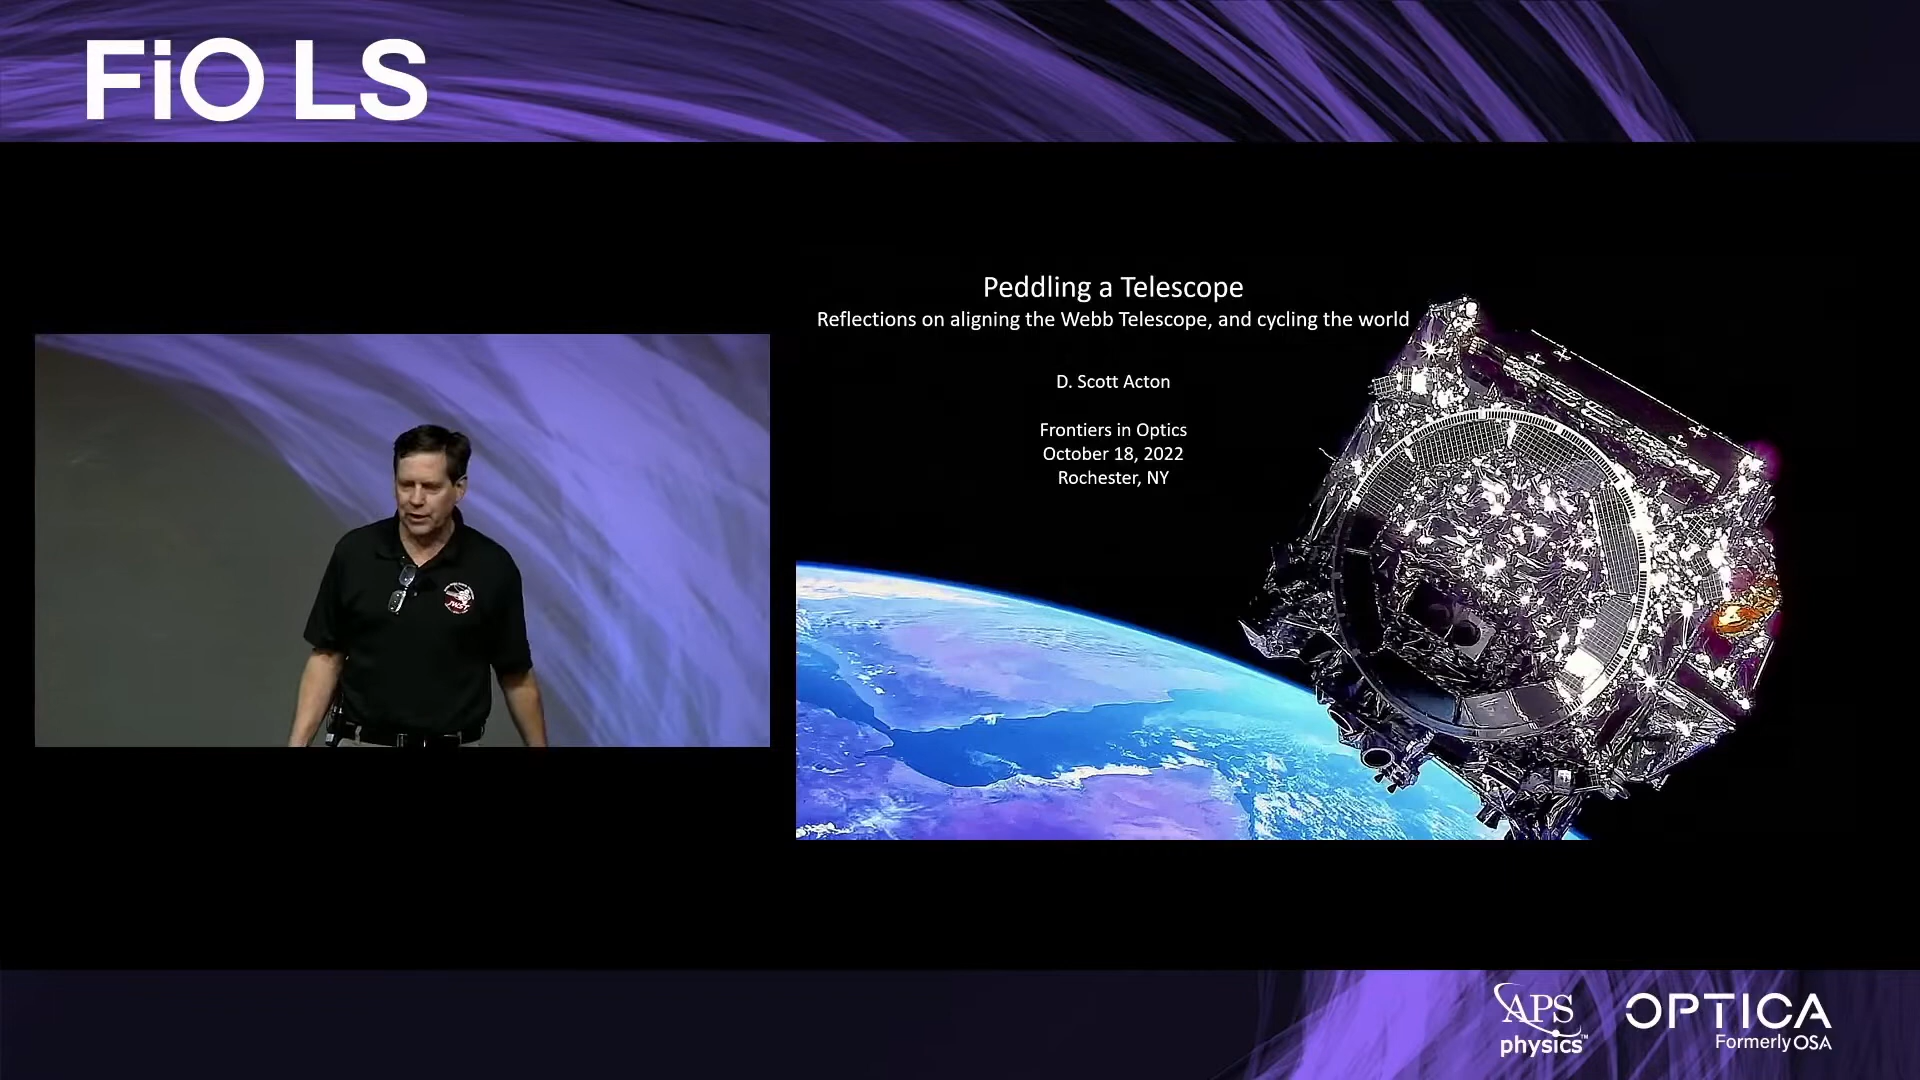 FiO LS
Peddling a Telescope
Reflections on aligning the Webb Telescope, and cycling the world
D. Scott Acton
Frontiers in Optics
October 18, 2022
Rochester, NY
APS
physics™
OPTICA
Formerly OSA